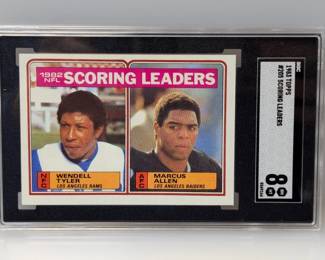 1982 NFL
SCORING LEADERS
NFC
WENDELL
TYLER
LOS ANGELES RAMS
AFC
MARCUS
ALLEN
LOS ANGELES RAIDERS
SGC
1983 TOPPS
#205 SCORING LEADERS
8